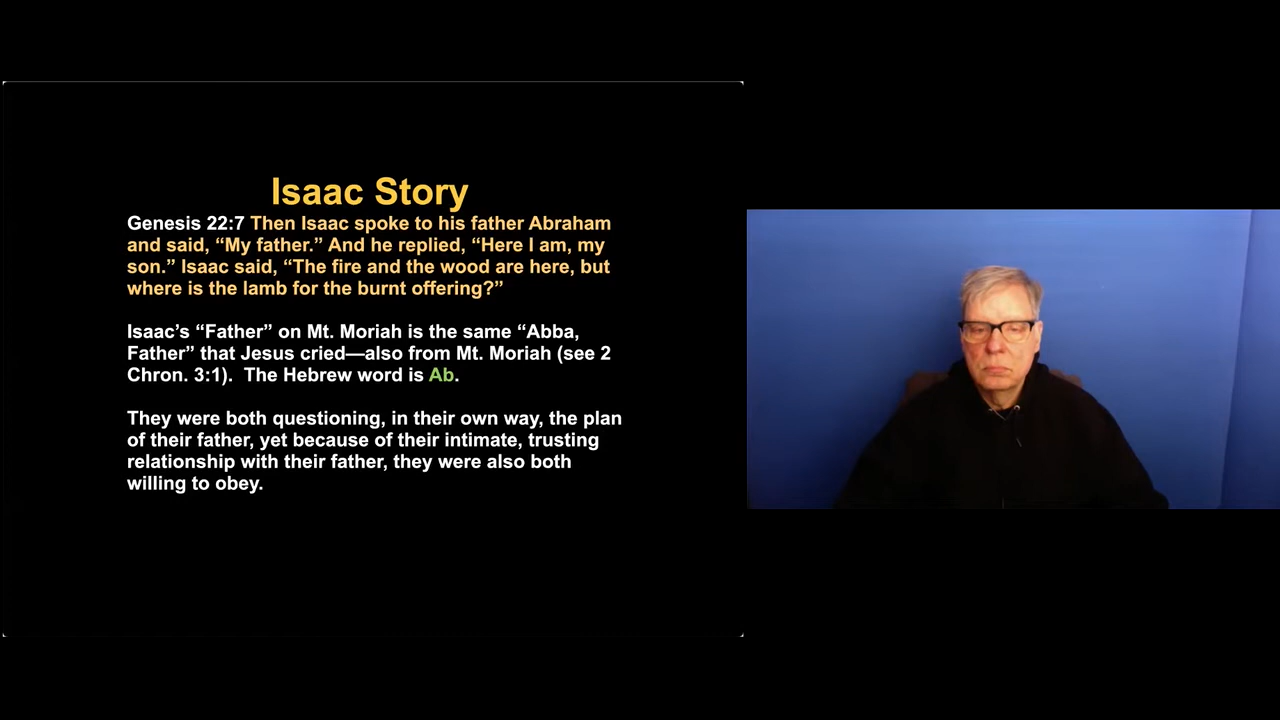 Isaac Story
Genesis 22:7 Then Isaac spoke to his father Abraham
and said, “My father.” And he replied, “Here I am, my
son.” Isaac said, “The fire and the wood are here, but
where is the lamb for the burnt offering?”
Isaac’s “Father” on Mt. Moriah is the same “Abba,
Father” that Jesus cried—also from Mt. Moriah (see 2
Chron. 3:1).  The Hebrew word is Ab.
They were both questioning, in their own way, the plan
of their father, yet because of their intimate, trusting
relationship with their father, they were also both
willing to obey.